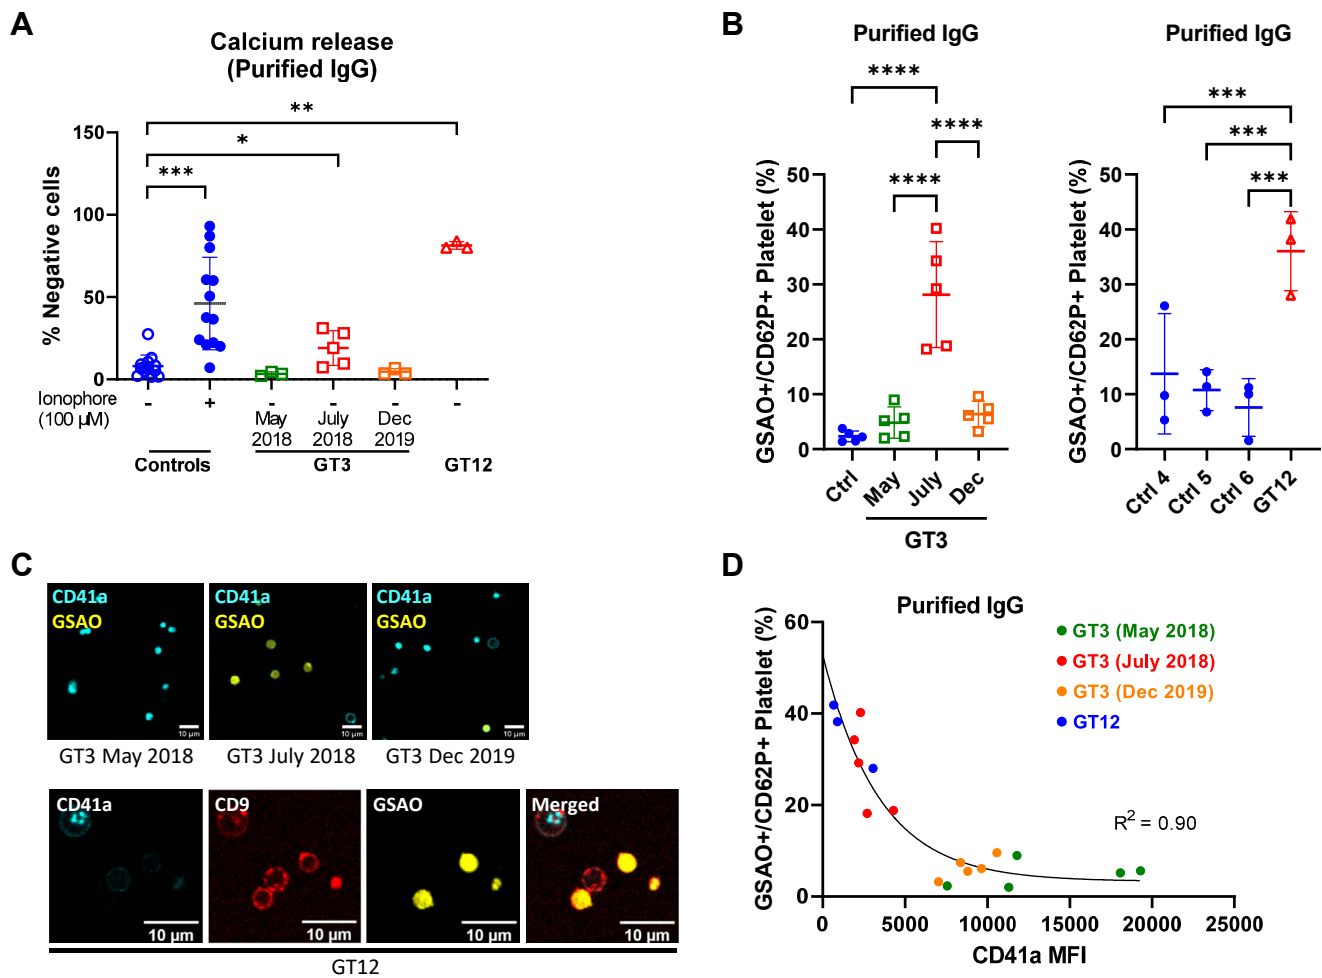 A
Calcium release
(Purified IgG)
**
*
***
% Negative cells
150
100
50
0
Ionophore
(100 µM)
-
+
-
-
-
-
May
2018
July
2018
Dec
2019
Controls
GT3
GT12
B
Purified IgG
****
****
****
GSAO+/CD62P+ Platelet (%)
50
40
30
20
10
0
Ctrl
May
July
Dec
GT3
Purified IgG
***
***
***
GSAO+/CD62P+ Platelet (%)
50
40
30
20
10
0
Ctrl 4
Ctrl 5
Ctrl 6
GT12
C
CD41a
GSAO
10 µm
GT3 May 2018
CD41a
GSAO
10 µm
GT3 July 2018
CD41a
GSAO
10 µm
GT3 Dec 2019
CD41a
10 µm
CD9
10 µm
GSAO
10 µm
Merged
10 µm
GT12
D
Purified IgG
GSAO+/CD62P+ Platelet (%)
60
40
20
0
GT3 (May 2018)
GT3 (July 2018)
GT3 (Dec 2019)
GT12
R² = 0.90
0
5000
10000
15000
20000
25000
CD41a MFI